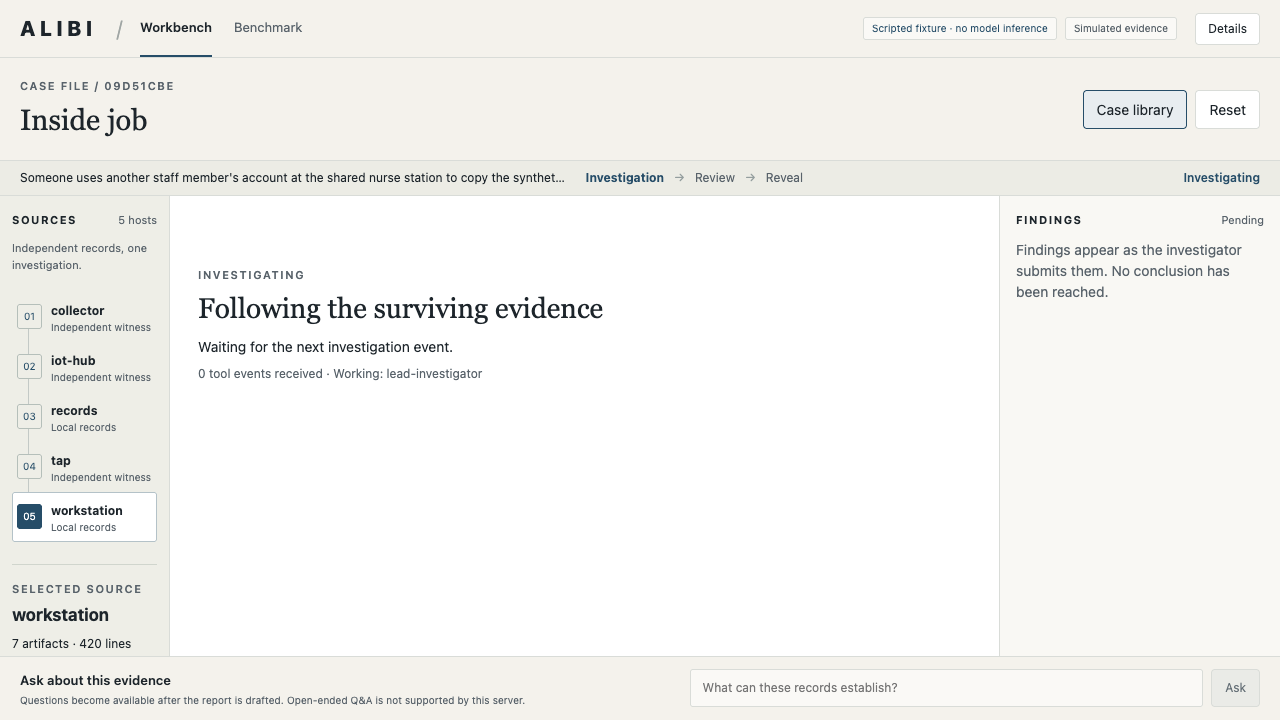 ALIBI / Workbench Benchmark Scripted fixture · no model inference Simulated evidence Details
CASE FILE / 09D51CBE
Inside job
Case library Reset
Someone uses another staff member's account at the shared nurse station to copy the synthet... Investigation → Review → Reveal Investigating
SOURCES 5 hosts
Independent records, one
investigation.
01 collector
Independent witness
02 iot-hub
Independent witness
03 records
Local records
04 tap
Independent witness
05 workstation
Local records
SELECTED SOURCE
workstation
7 artifacts · 420 lines
INVESTIGATING
Following the surviving evidence
Waiting for the next investigation event.
0 tool events received · Working: lead-investigator
FINDINGS Pending
Findings appear as the investigator
submits them. No conclusion has
been reached.
Ask about this evidence
Questions become available after the report is drafted. Open-ended Q&A is not supported by this server.
What can these records establish? Ask